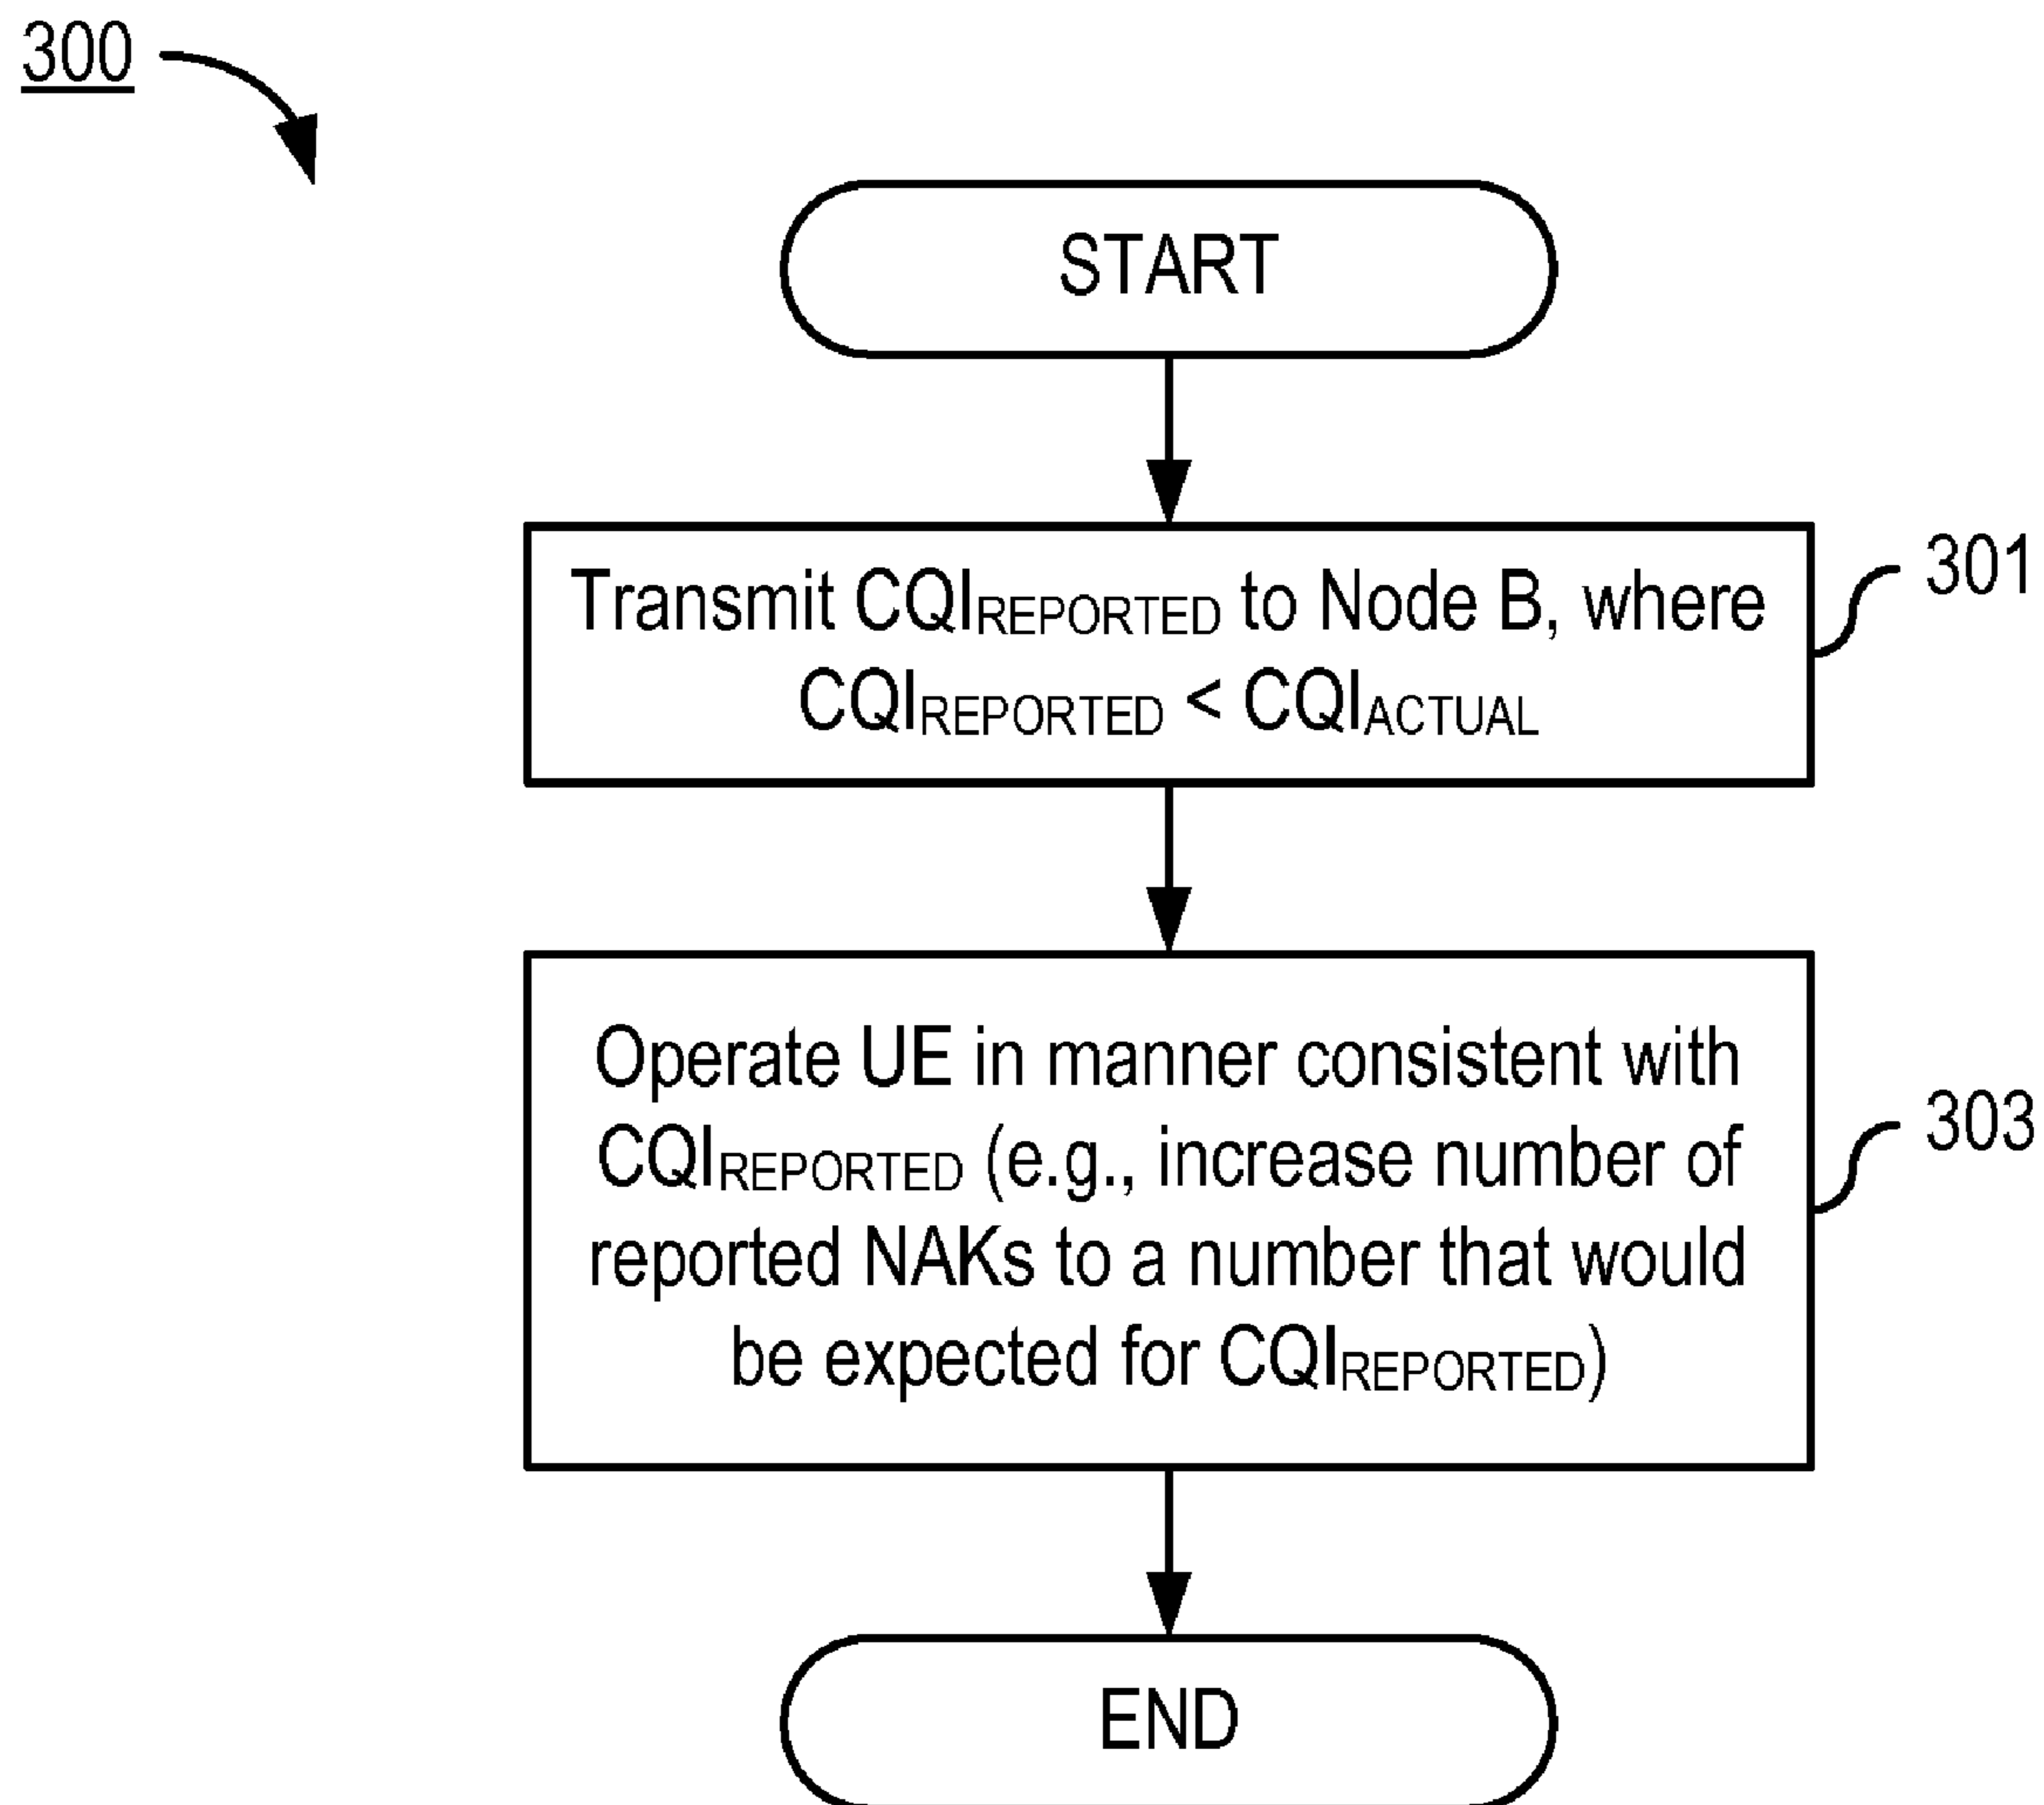 300
START
Transmit CQIREPORTED to Node B, where
CQIREPORTED < CQIACTUAL
301
Operate UE in manner consistent with
CQIREPORTED (e.g., increase number of
reported NAKs to a number that would
be expected for CQIREPORTED)
303
END